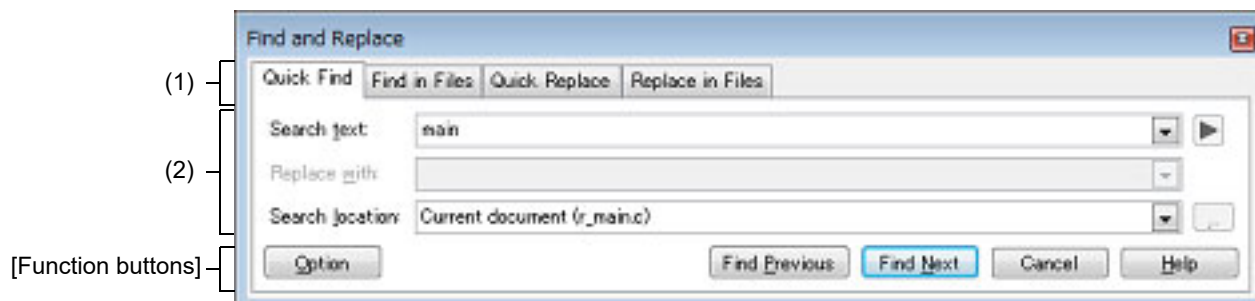 Find and Replace
(1)
Quick Find Find in Files Quick Replace Replace in Files
(2)
Search text: main
Replace with:
Search location: Current document (r_main.c)
[Function buttons]
Option Find Previous Find Next Cancel Help